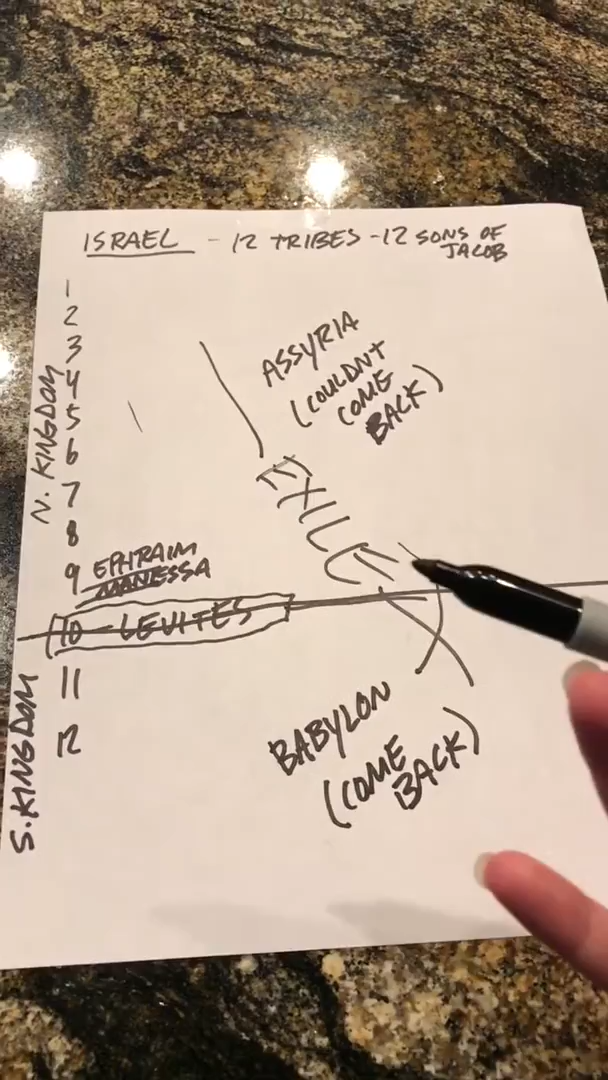 ISRAEL - 12 TRIBES - 12 SONS OF
JACOB
1
2
3
4
5
6
7
8
9 EPHRAIM
MANESSA
10 - LEVITES
11
12
N. KINGDOM
S. KINGDOM
ASSYRIA
(COULDNT
COME
BACK)
EXILE
BABYLON
(COME
BACK)